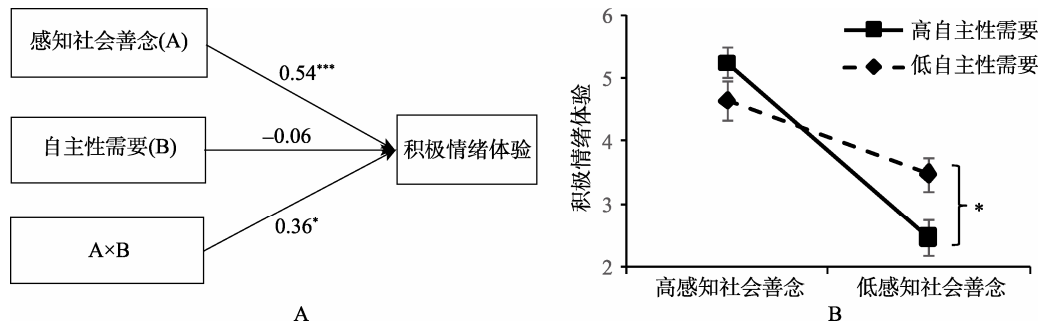 感知社会善念(A)
自主性需要(B)
A×B
0.54***
−0.06
0.36*
积极情绪体验
A
6
5
4
3
2
积极情绪体验
高自主性需要
低自主性需要
*
高感知社会善念
低感知社会善念
B